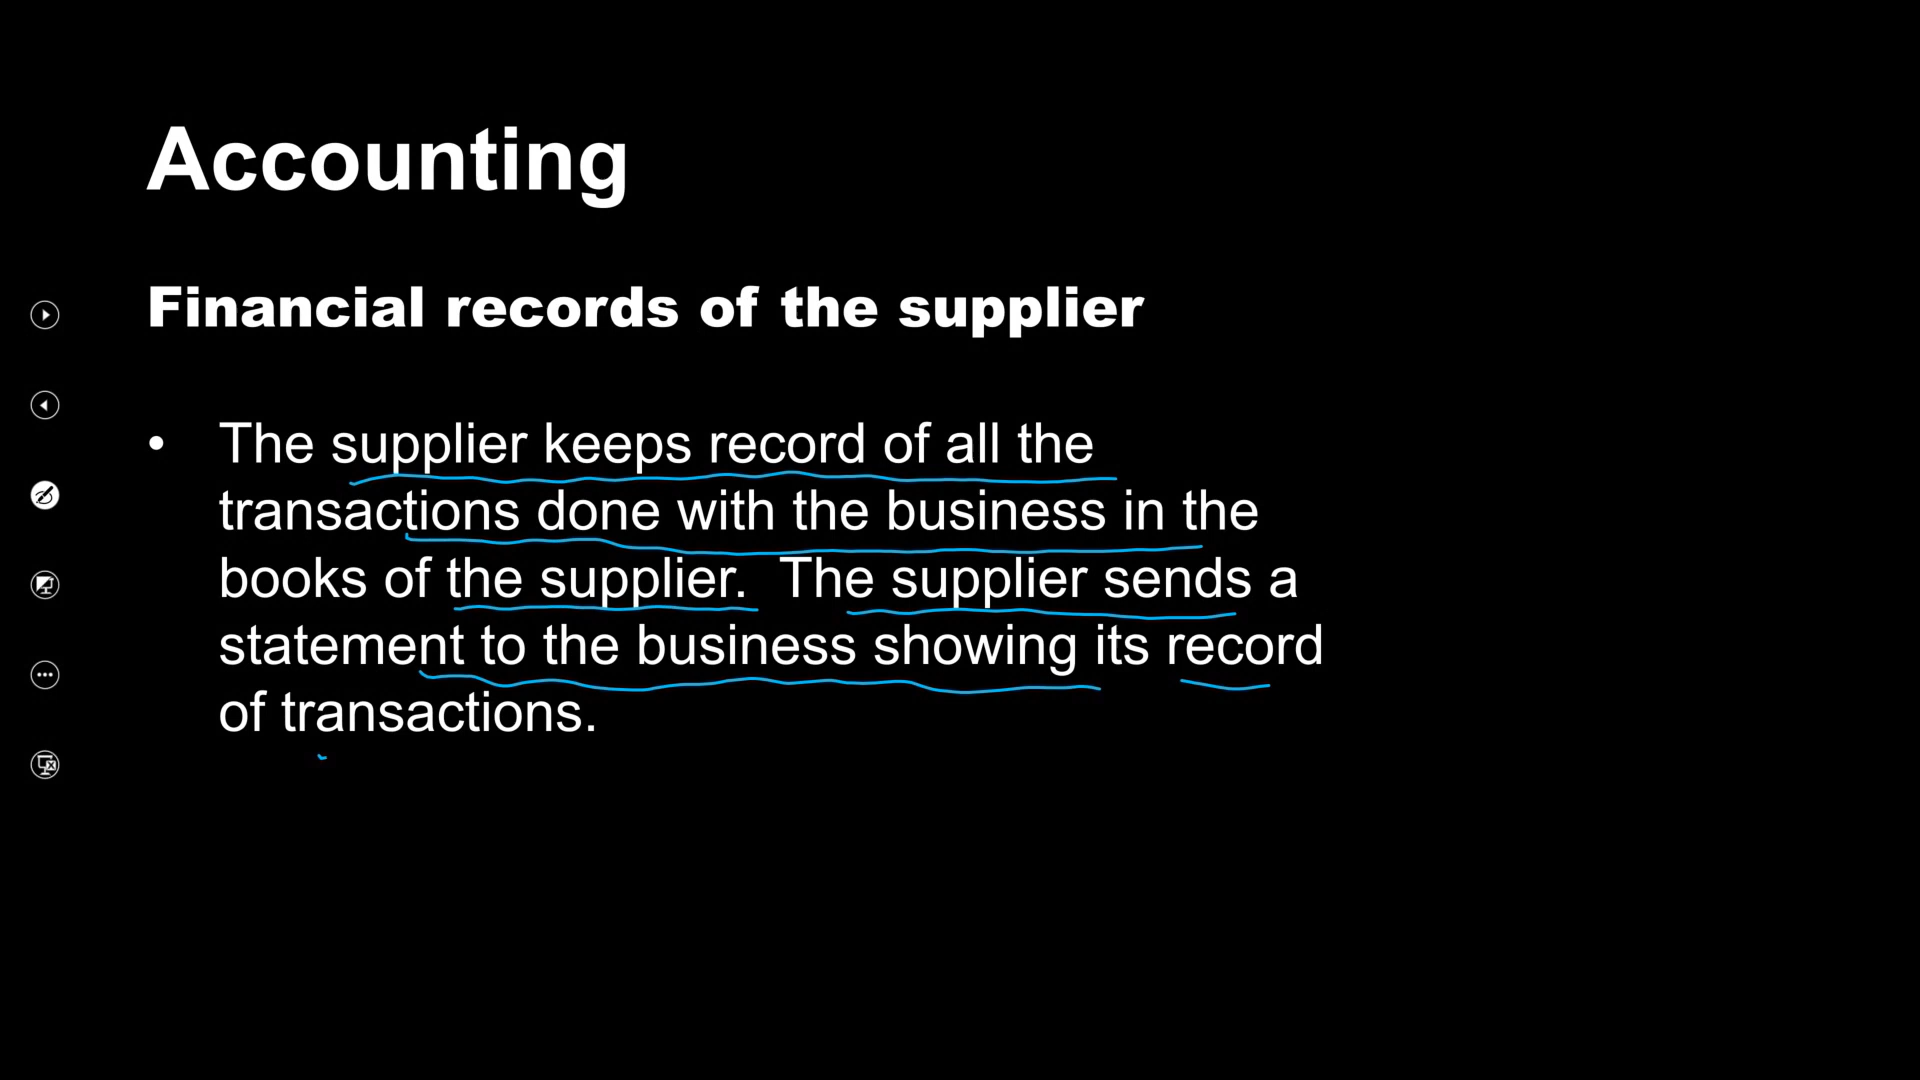 Accounting
Financial records of the supplier
• The supplier keeps record of all the
transactions done with the business in the
books of the supplier.  The supplier sends a
statement to the business showing its record
of transactions.